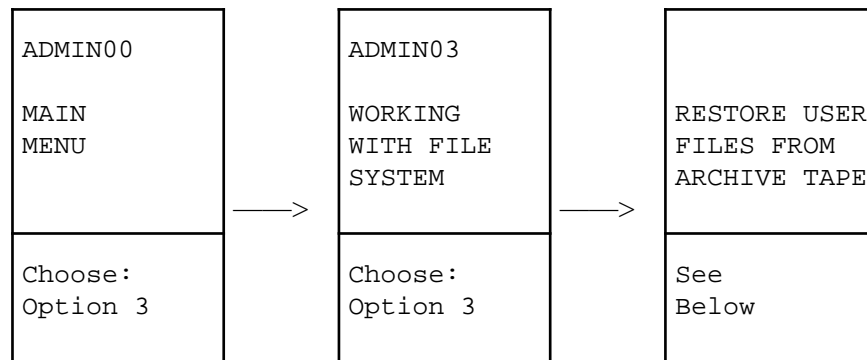 ADMIN00
MAIN
MENU
Choose:
Option 3
ADMIN03
WORKING
WITH FILE
SYSTEM
Choose:
Option 3
RESTORE USER
FILES FROM
ARCHIVE TAPE
See
Below